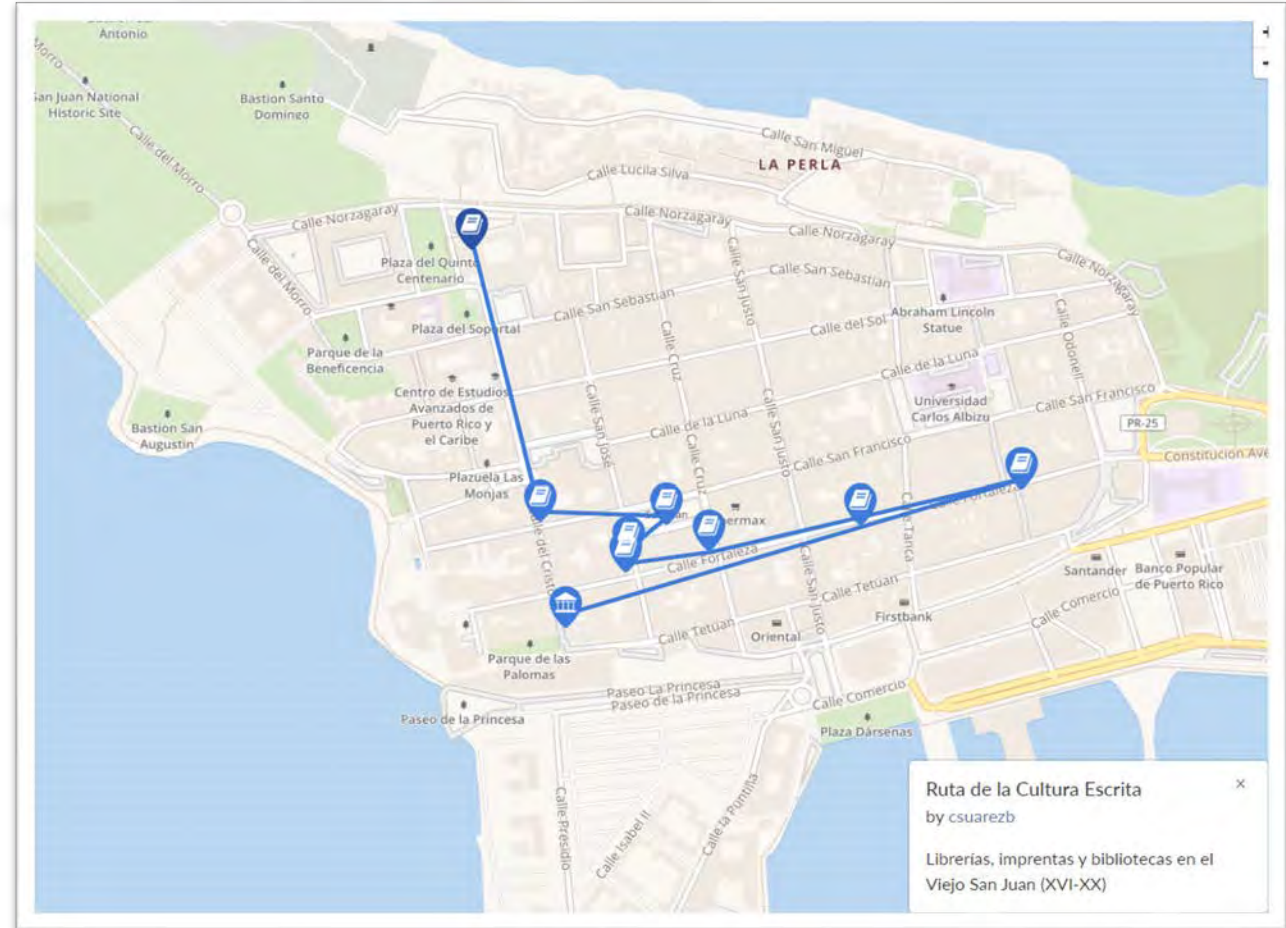 Antonio
Morro
San Juan National
Historic Site
Bastion Santo
Domingo
Calle del Morro
Calle San Miguel
LA PERLA
Calle Lucila Silva
Calle Norzagaray
Calle Norzagaray
Calle Norzagaray
Calle Norzagaray
Plaza del Quinto
Centenario
Calle del Morro
Calle San Sebastian
Calle San Sebastian
Calle San Justo
Abraham Lincoln
Statue
Plaza del Soportal
Calle del Sol
Calle Cruz
Calle Odonell
Parque de la
Beneficencia
Calle de la Luna
Centro de Estudios
Avanzados de
Puerto Rico y
el Caribe
Universidad
Carlos Albizu
Calle San Francisco
Calle San José
Calle de la Luna
Calle San Justo
PR-25
Bastion San
Augustin
Calle San Francisco
Constitucion Ave
Plazuela Las
Monjas
Calle Cruz
ermax
Calle Fortaleza
Calle del Cristo
Calle Tanca
Calle Fortaleza
Santander
Banco Popular
de Puerto Rico
Calle San Justo
Calle Tetuan
Firstbank
Calle Comercio
Calle Tetuan
Oriental
Parque de las
Palomas
Paseo La Princesa
Paseo de la Princesa
Calle Comercio
Paseo de la Princesa
Plaza Dársenas
Calle Presidio
Calle Isabel II
Calle la Puntilla
Ruta de la Cultura Escrita ×
by csuarezb
Librerías, imprentas y bibliotecas en el
Viejo San Juan (XVI-XX)